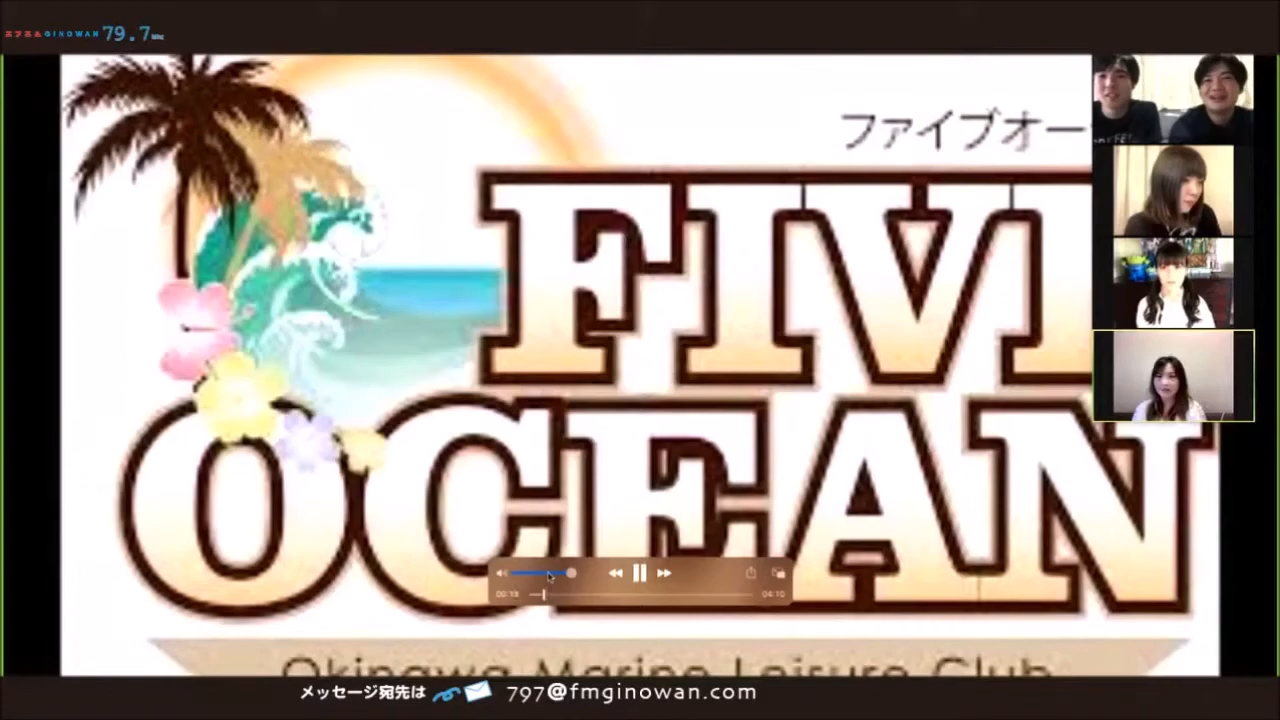 エフエムGINOWAN 79.7MHz
ファイブオー
FIVE
OCEAN
00:19
04:10
Okinawa Marine Leisure Club
メッセージ宛先は 797@fmginowan.com